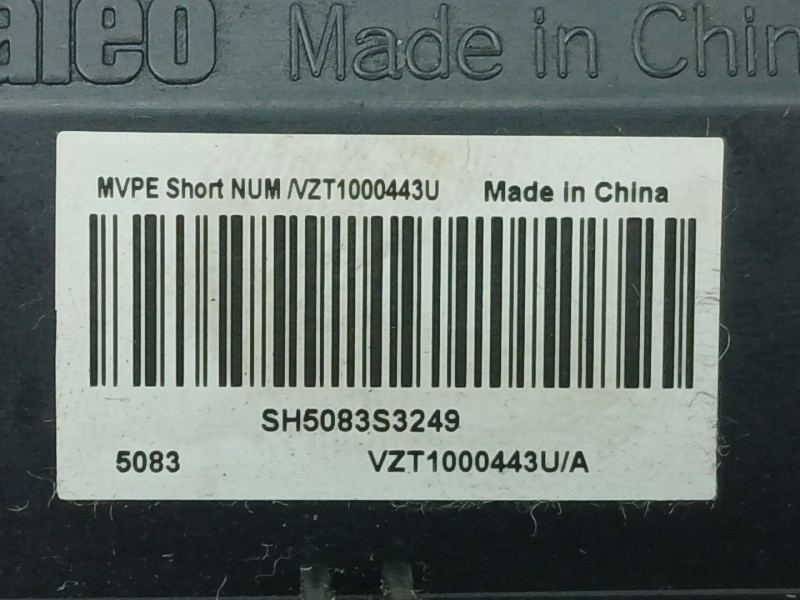 aleo Made in Chin
MVPE Short NUM /VZT1000443U Made in China
SH5083S3249
5083 VZT1000443U/A